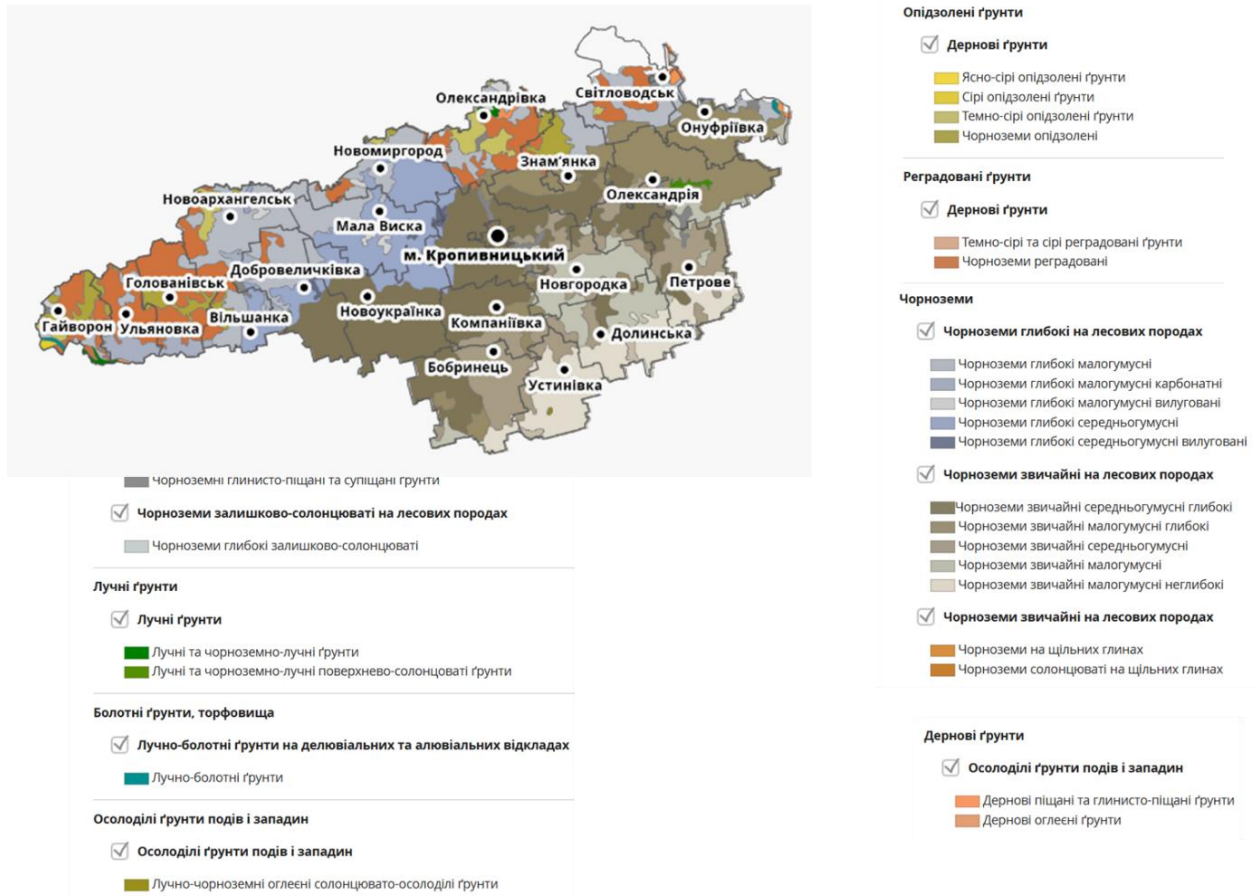 Світловодськ
Олександрівка
Онуфріївка
Новомиргород
Знам'янка
Новоархангельськ
Олександрія
Мала Виска
м. Кропивницький
Добровеличківка
Голованівськ
Новгородка
Петрове
Гайворон
Ульяновка
Вільшанка
Новоукраїнка
Компаніївка
Долинська
Бобринець
Устинівка
Чорноземні глинисто-піщані та супіщані ґрунти
Чорноземи залишково-солонцюваті на лесових породах
Чорноземи глибокі залишково-солонцюваті
Лучні ґрунти
Лучні ґрунти
Лучні та чорноземно-лучні ґрунти
Лучні та чорноземно-лучні поверхнево-солонцоваті ґрунти
Болотні ґрунти, торфовища
Лучно-болотні ґрунти на делювіальних та алювіальних відкладах
Лучно-болотні ґрунти
Осолоділі ґрунти подів і западин
Осолоділі ґрунти подів і западин
Лучно-чорноземні оглеєні солонцювато-осолоділі ґрунти
Опідзолені ґрунти
Дернові ґрунти
Ясно-сірі опідзолені ґрунти
Сірі опідзолені ґрунти
Темно-сірі опідзолені ґрунти
Чорноземи опідзолені
Реградовані ґрунти
Дернові ґрунти
Темно-сірі та сірі реградовані ґрунти
Чорноземи реградовані
Чорноземи
Чорноземи глибокі на лесових породах
Чорноземи глибокі малогумусні
Чорноземи глибокі малогумусні карбонатні
Чорноземи глибокі малогумусні вилуговані
Чорноземи глибокі середньогумусні
Чорноземи глибокі середньогумусні вилуговані
Чорноземи звичайні на лесових породах
Чорноземи звичайні середньогумусні глибокі
Чорноземи звичайні малогумусні глибокі
Чорноземи звичайні середньогумусні
Чорноземи звичайні малогумусні
Чорноземи звичайні малогумусні неглибокі
Чорноземи звичайні на лесових породах
Чорноземи на щільних глинах
Чорноземи солонцюваті на щільних глинах
Дернові ґрунти
Осолоділі ґрунти подів і западин
Дернові піщані та глинисто-піщані ґрунти
Дернові оглеєні ґрунти